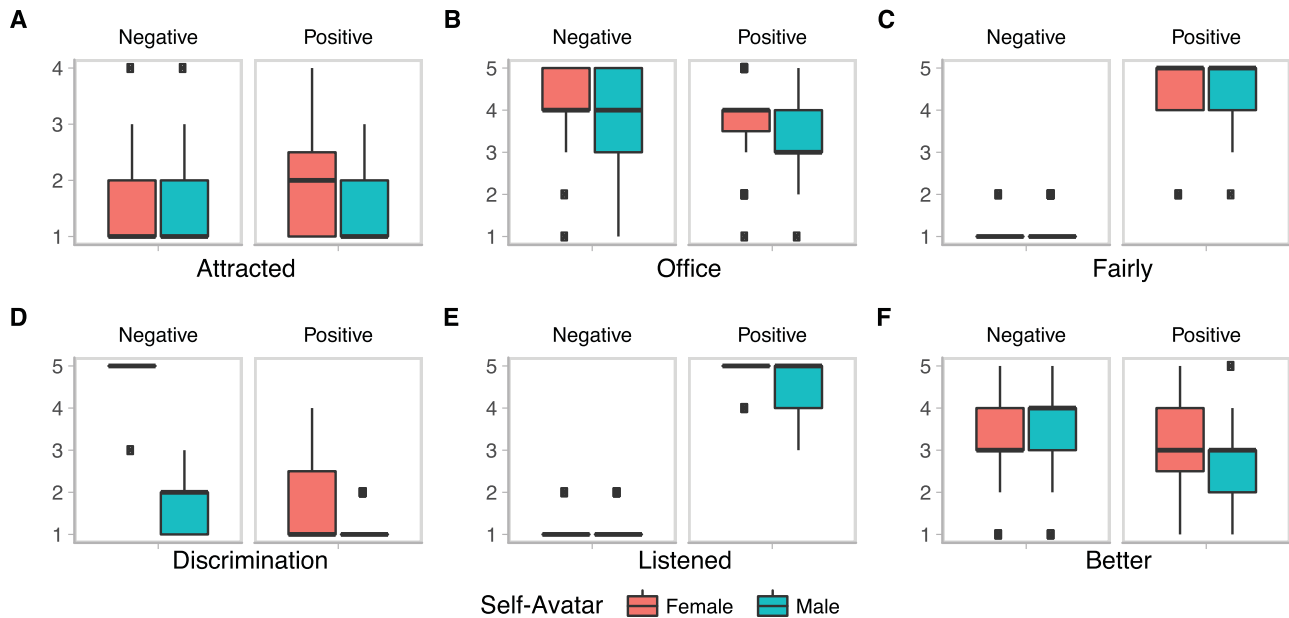 A
B
C
Negative Positive
Negative Positive
Negative Positive
4
3
2
1
5
4
3
2
1
5
4
3
2
1
Attracted
Office
Fairly
D
E
F
Negative Positive
Negative Positive
Negative Positive
5
4
3
2
1
5
4
3
2
1
5
4
3
2
1
Discrimination
Listened
Better
Self-Avatar Female Male